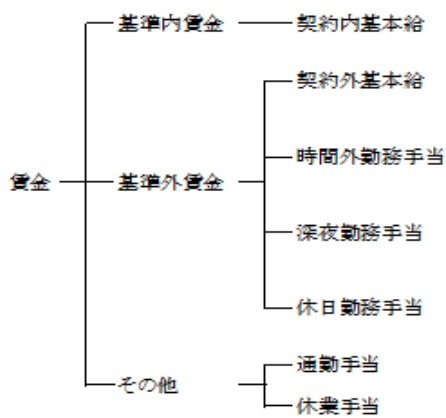 基準内賃金 契約内基本給
契約外基本給
時間外勤務手当
賃金 基準外賃金
深夜勤務手当
休日勤務手当
通勤手当
その他
休業手当